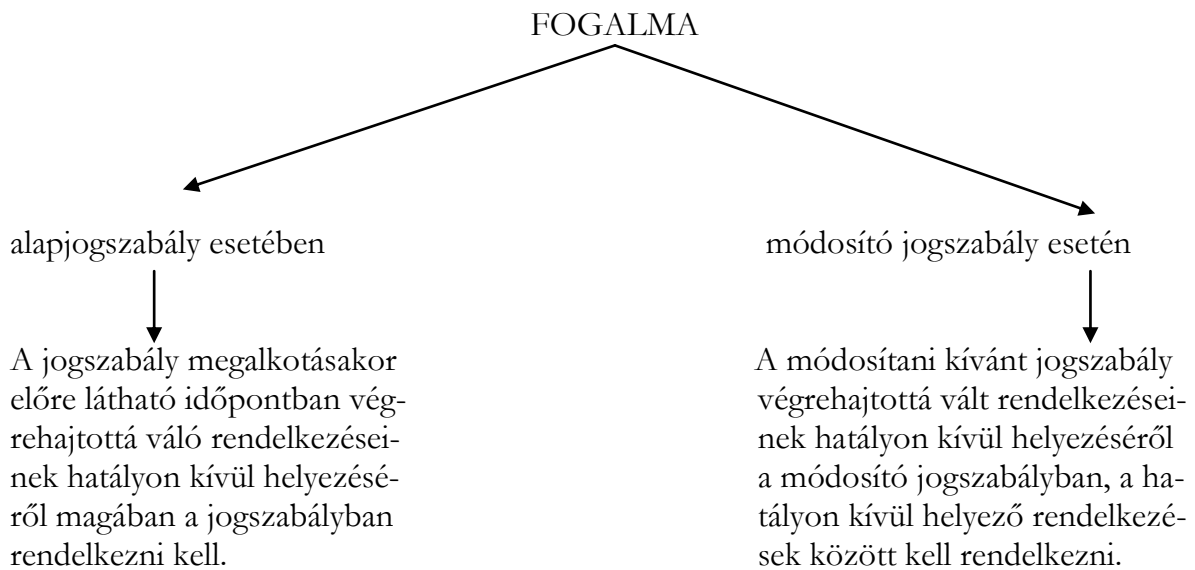 FOGALMA
alapjogszabály esetében
A jogszabály megalkotásakor
előre látható időpontban vég-
rehajtottá váló rendelkezései-
nek hatályon kívül helyezésé-
ről magában a jogszabályban
rendelkezni kell.
módosító jogszabály esetén
A módosítani kívánt jogszabály
végrehajtottá vált rendelkezései-
nek hatályon kívül helyezéséről
a módosító jogszabályban, a ha-
tályon kívül helyező rendelkezé-
sek között kell rendelkezni.